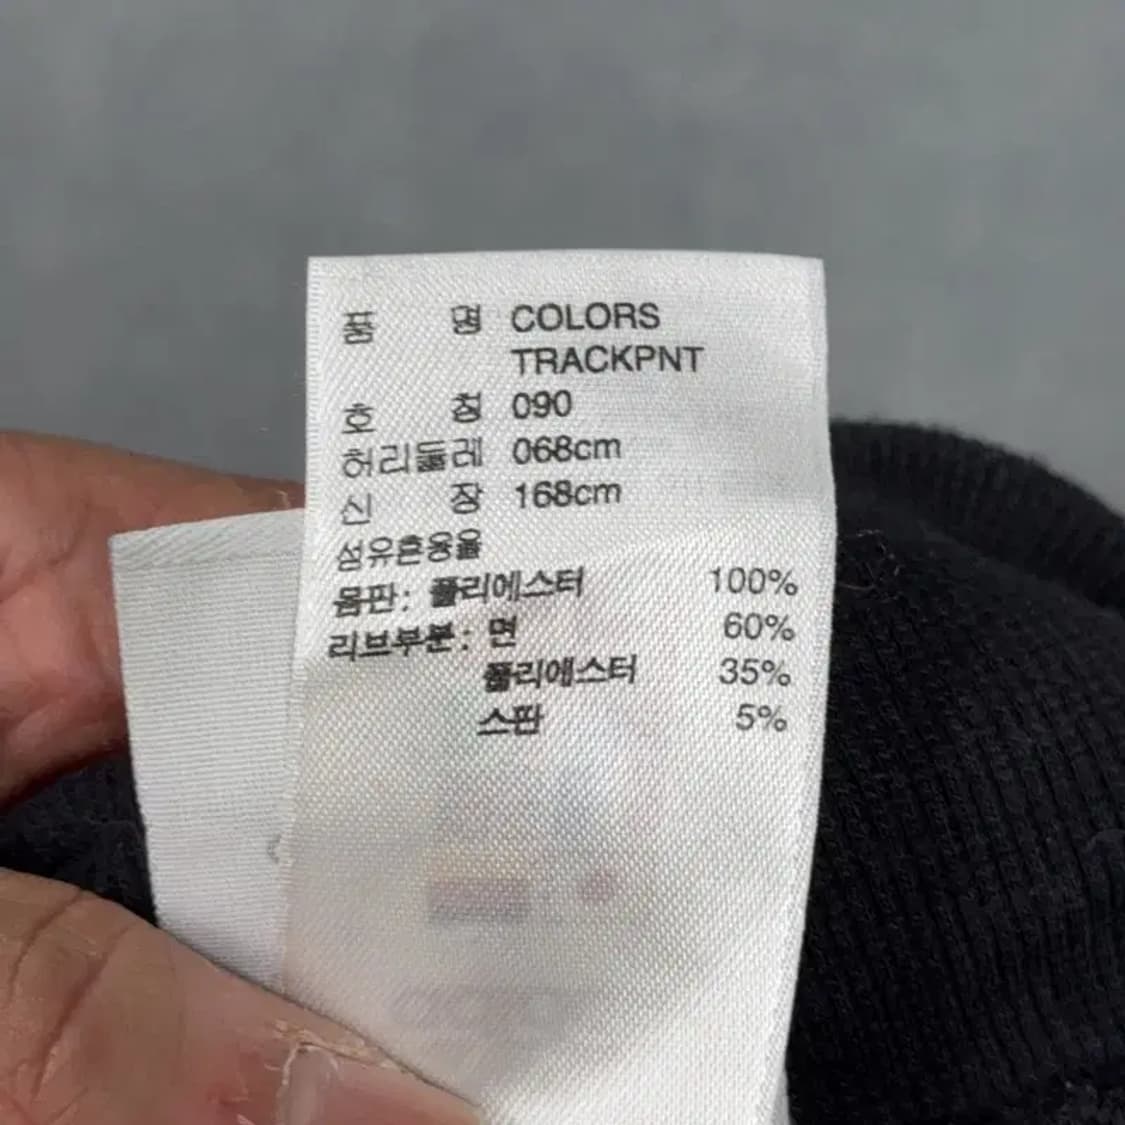 품 명 COLORS
TRACKPNT
호 칭 090
허리둘레 068cm
신 장 168cm
섬유혼용율
몸판: 폴리에스터 100%
리브부분: 면 60%
폴리에스터 35%
스판 5%